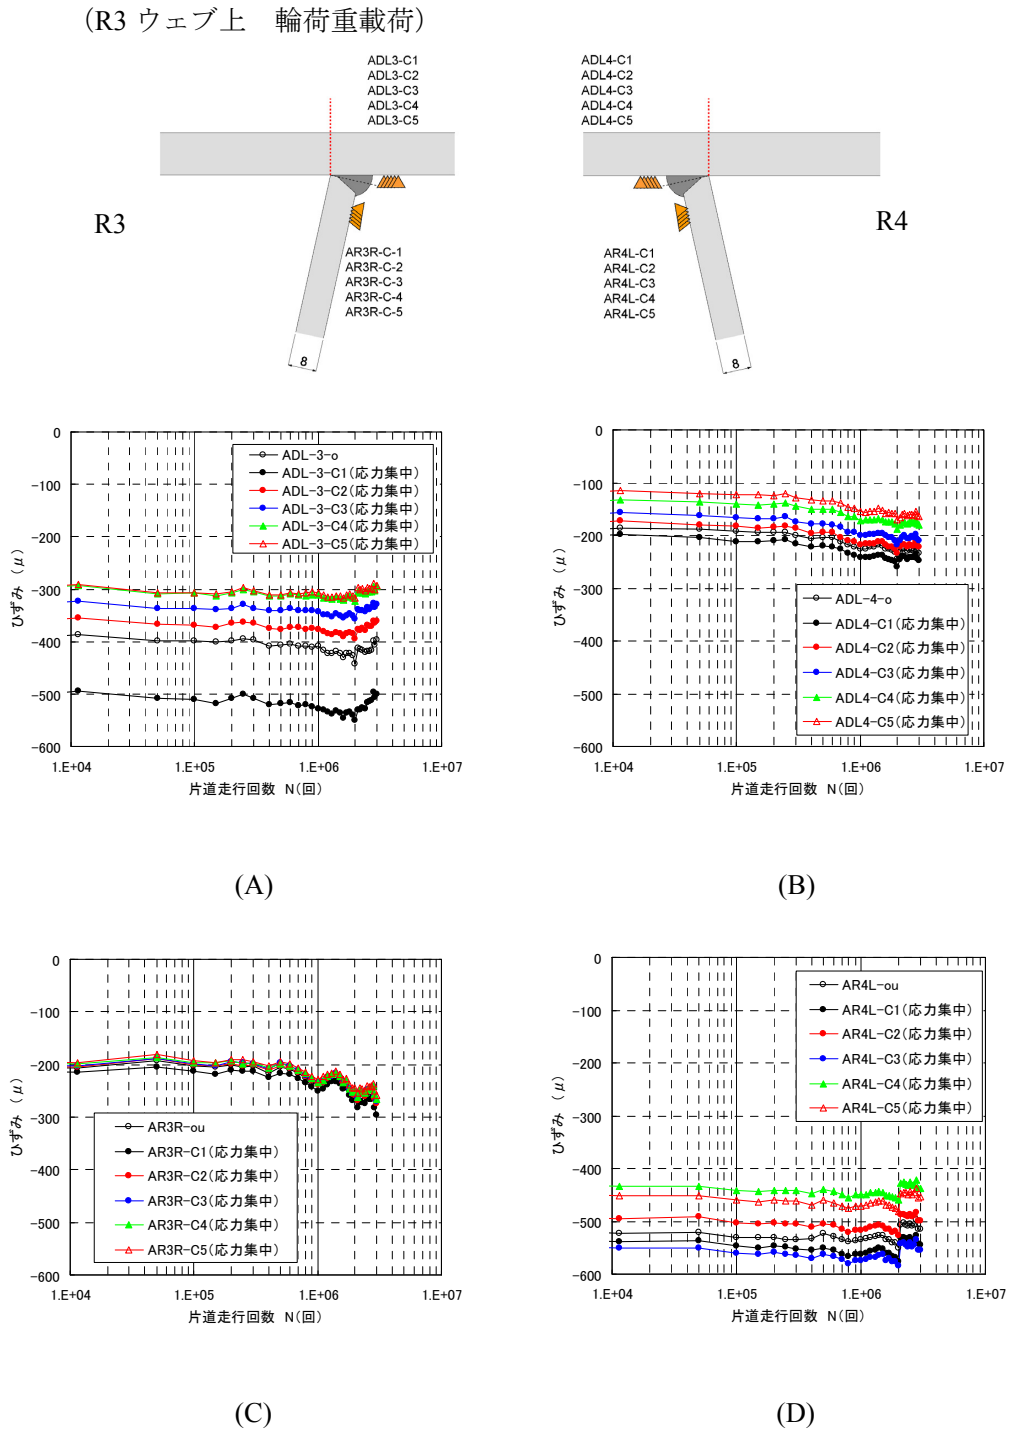 (R3 ウェブ上 輪荷重載荷)
ADL3-C1
ADL3-C2
ADL3-C3
ADL3-C4
ADL3-C5
ADL4-C1
ADL4-C2
ADL4-C3
ADL4-C4
ADL4-C5
R3
R4
AR3R-C-1
AR3R-C-2
AR3R-C-3
AR3R-C-4
AR3R-C-5
8
AR4L-C1
AR4L-C2
AR4L-C3
AR4L-C4
AR4L-C5
8
0
-100
-200
-300
-400
-500
-600
ひずみ (μ)
ADL-3-o
ADL-3-C1(応力集中)
ADL-3-C2(応力集中)
ADL-3-C3(応力集中)
ADL-3-C4(応力集中)
ADL-3-C5(応力集中)
1.E+04 1.E+05 1.E+06 1.E+07
片道走行回数 N(回)
(A)
0
-100
-200
-300
-400
-500
-600
ひずみ (μ)
ADL-4-o
ADL4-C1(応力集中)
ADL4-C2(応力集中)
ADL4-C3(応力集中)
ADL4-C4(応力集中)
ADL4-C5(応力集中)
1.E+04 1.E+05 1.E+06 1.E+07
片道走行回数 N(回)
(B)
0
-100
-200
-300
-400
-500
-600
ひずみ (μ)
AR3R-ou
AR3R-C1(応力集中)
AR3R-C2(応力集中)
AR3R-C3(応力集中)
AR3R-C4(応力集中)
AR3R-C5(応力集中)
1.E+04 1.E+05 1.E+06 1.E+07
片道走行回数 N(回)
(C)
0
-100
-200
-300
-400
-500
-600
ひずみ (μ)
AR4L-ou
AR4L-C1(応力集中)
AR4L-C2(応力集中)
AR4L-C3(応力集中)
AR4L-C4(応力集中)
AR4L-C5(応力集中)
1.E+04 1.E+05 1.E+06 1.E+07
片道走行回数 N(回)
(D)